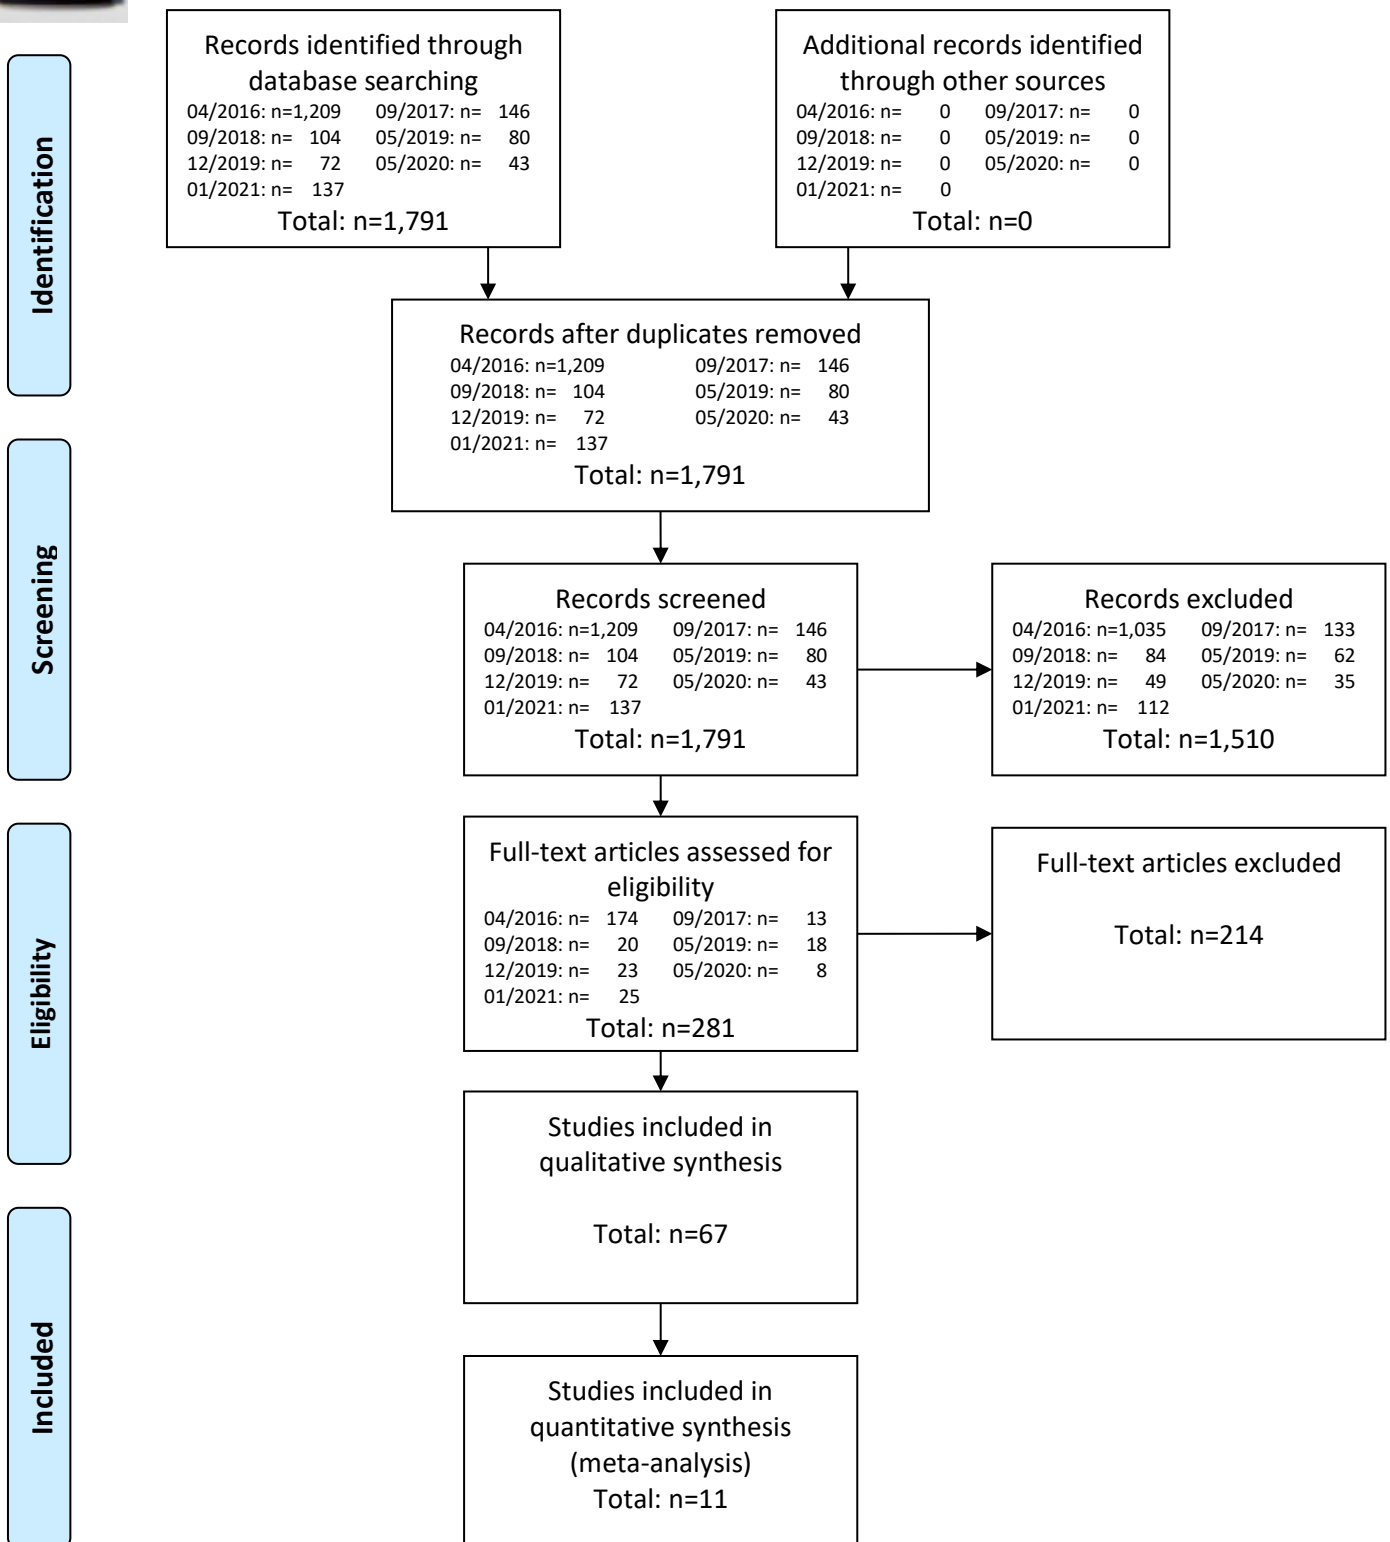 Identification
Records identified through
database searching
04/2016: n=1,209 09/2017: n= 146
09/2018: n= 104 05/2019: n= 80
12/2019: n= 72 05/2020: n= 43
01/2021: n= 137
Total: n=1,791
Additional records identified
through other sources
04/2016: n= 0 09/2017: n= 0
09/2018: n= 0 05/2019: n= 0
12/2019: n= 0 05/2020: n= 0
01/2021: n= 0
Total: n=0
Records after duplicates removed
04/2016: n=1,209 09/2017: n= 146
09/2018: n= 104 05/2019: n= 80
12/2019: n= 72 05/2020: n= 43
01/2021: n= 137
Total: n=1,791
Screening
Records screened
04/2016: n=1,209 09/2017: n= 146
09/2018: n= 104 05/2019: n= 80
12/2019: n= 72 05/2020: n= 43
01/2021: n= 137
Total: n=1,791
Records excluded
04/2016: n=1,035 09/2017: n= 133
09/2018: n= 84 05/2019: n= 62
12/2019: n= 49 05/2020: n= 35
01/2021: n= 112
Total: n=1,510
Eligibility
Full-text articles assessed for
eligibility
04/2016: n= 174 09/2017: n= 13
09/2018: n= 20 05/2019: n= 18
12/2019: n= 23 05/2020: n= 8
01/2021: n= 25
Total: n=281
Full-text articles excluded
Total: n=214
Studies included in
qualitative synthesis
Total: n=67
Included
Studies included in
quantitative synthesis
(meta-analysis)
Total: n=11